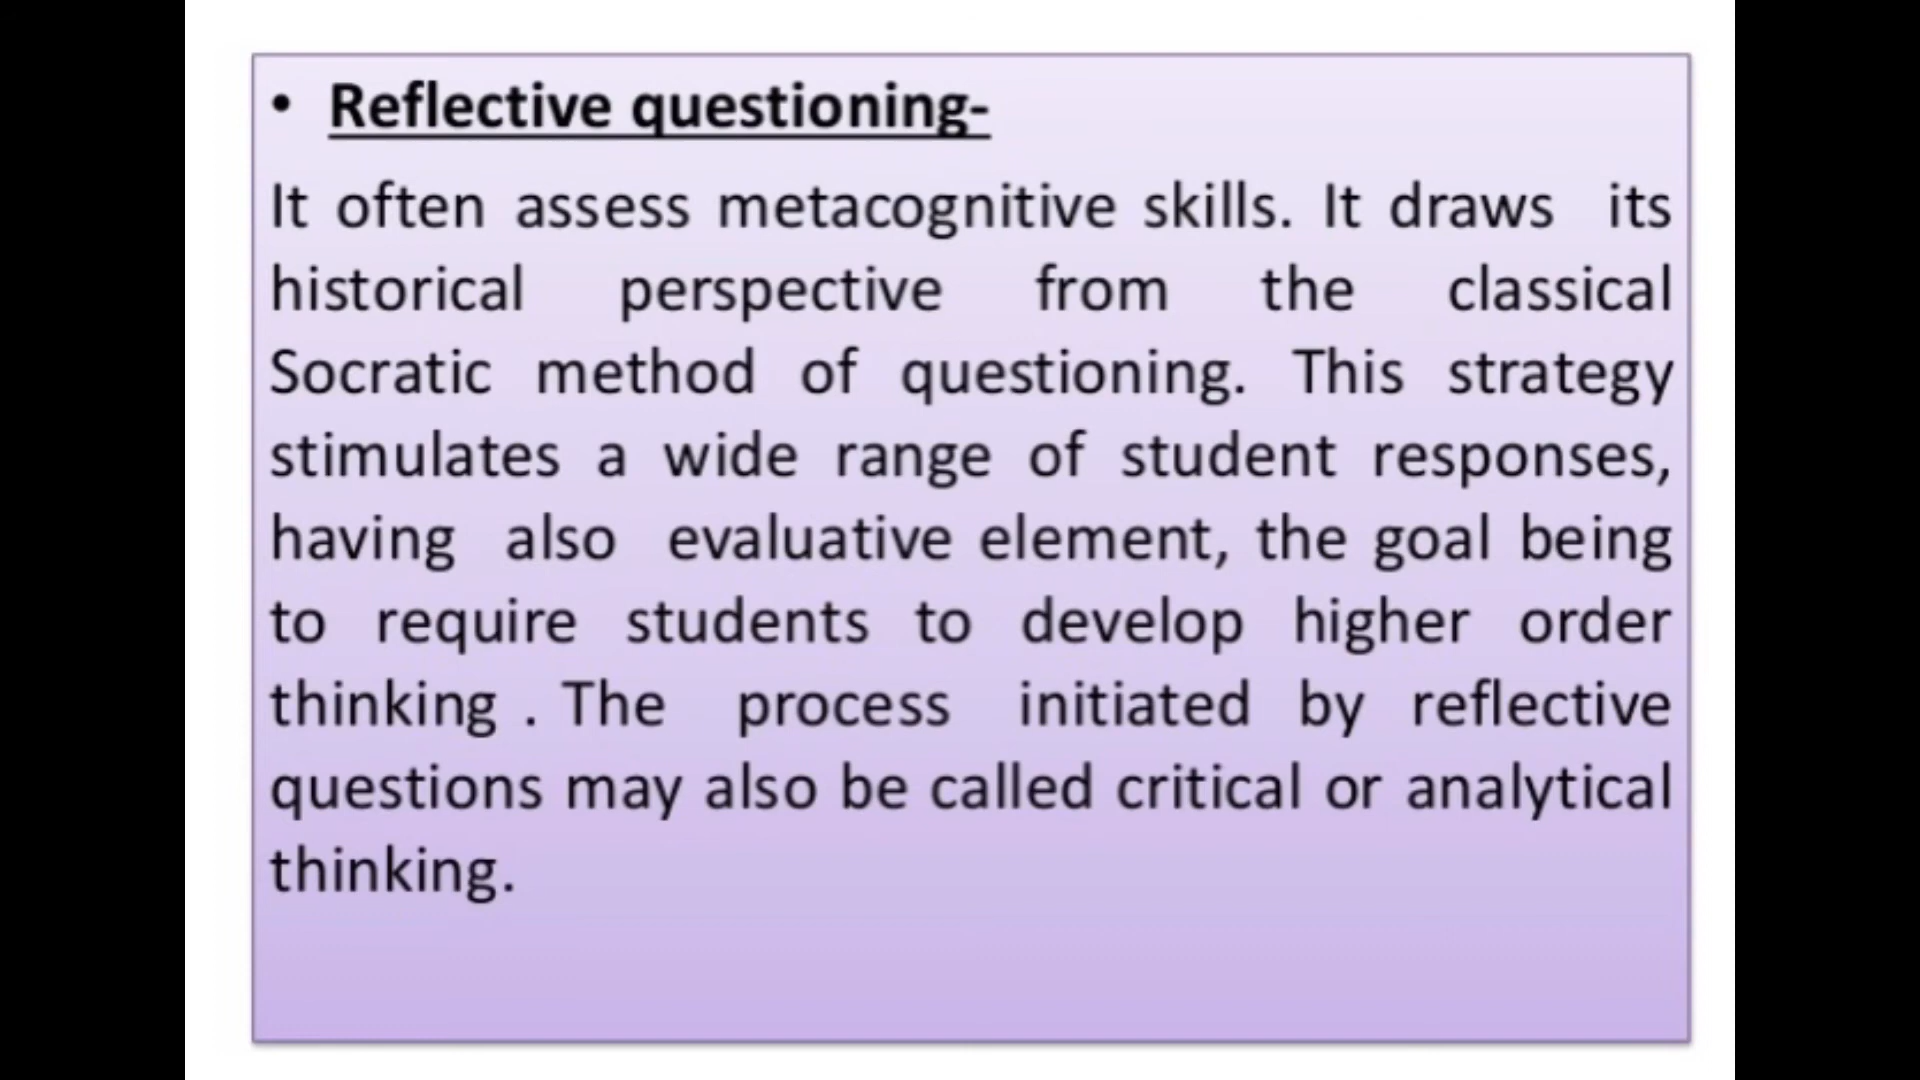 • Reflective questioning-
It often assess metacognitive skills. It draws its
historical perspective from the classical
Socratic method of questioning. This strategy
stimulates a wide range of student responses,
having also evaluative element, the goal being
to require students to develop higher order
thinking . The process initiated by reflective
questions may also be called critical or analytical
thinking.